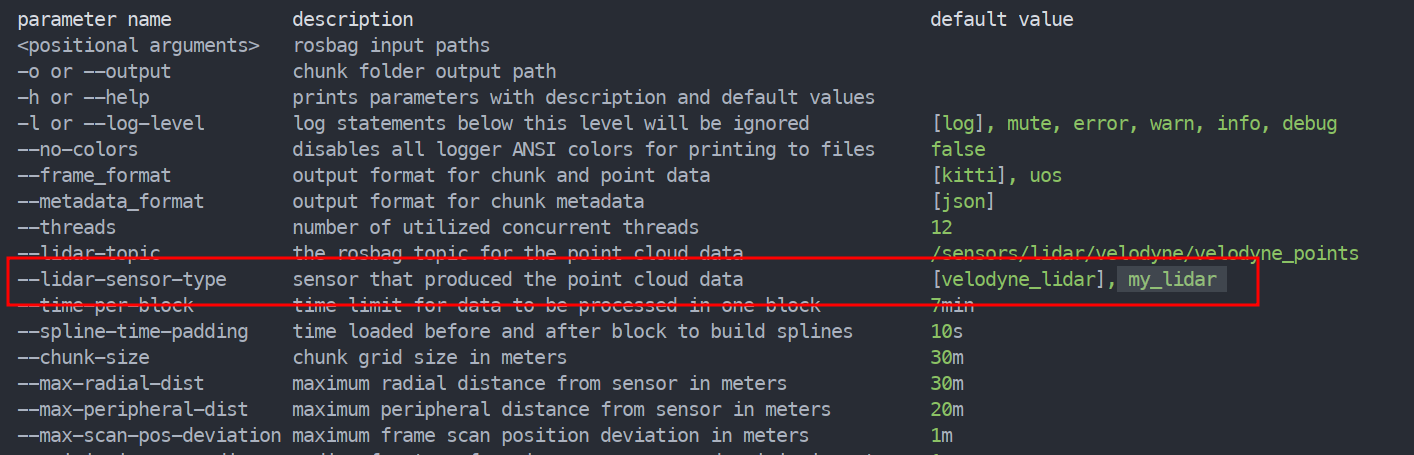 parameter name description default value
<positional arguments> rosbag input paths
-o or --output chunk folder output path
-h or --help prints parameters with description and default values
-l or --log-level log statements below this level will be ignored [log], mute, error, warn, info, debug
--no-colors disables all logger ANSI colors for printing to files false
--frame_format output format for chunk and point data [kitti], uos
--metadata_format output format for chunk metadata [json]
--threads number of utilized concurrent threads 12
--lidar-topic the rosbag topic for the point cloud data /sensors/lidar/velodyne/velodyne_points
--lidar-sensor-type sensor that produced the point cloud data [velodyne_lidar], my_lidar
--time-per-block time limit for data to be processed in one block 7min
--spline-time-padding time loaded before and after block to build splines 10s
--chunk-size chunk grid size in meters 30m
--max-radial-dist maximum radial distance from sensor in meters 30m
--max-peripheral-dist maximum peripheral distance from sensor in meters 20m
--max-scan-pos-deviation maximum frame scan position deviation in meters 1m